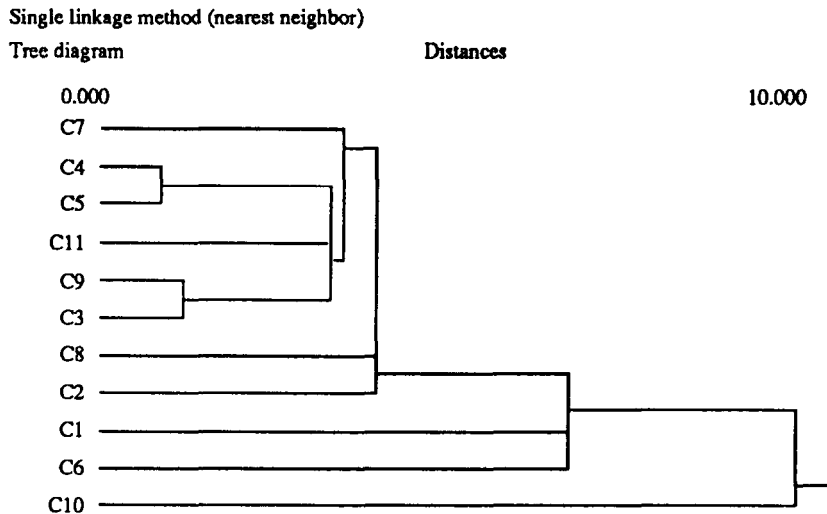 Single linkage method (nearest neighbor)
Tree diagram Distances
0.000 10.000
C7
C4
C5
C11
C9
C3
C8
C2
C1
C6
C10